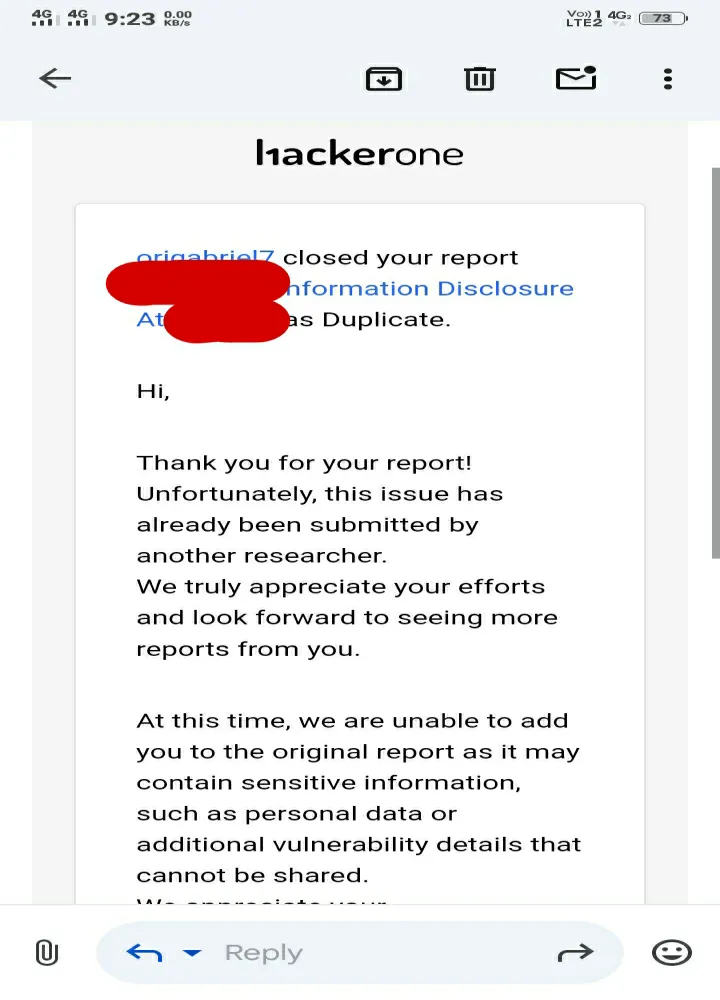 4G 4G 9:23 0.00 KB/s Vo)) 1 LTE2 4G2 73
hackerone
origabriel7 closed your report
nformation Disclosure
At as Duplicate.
Hi,
Thank you for your report!
Unfortunately, this issue has
already been submitted by
another researcher.
We truly appreciate your efforts
and look forward to seeing more
reports from you.
At this time, we are unable to add
you to the original report as it may
contain sensitive information,
such as personal data or
additional vulnerability details that
cannot be shared.
We appreciate your
Reply